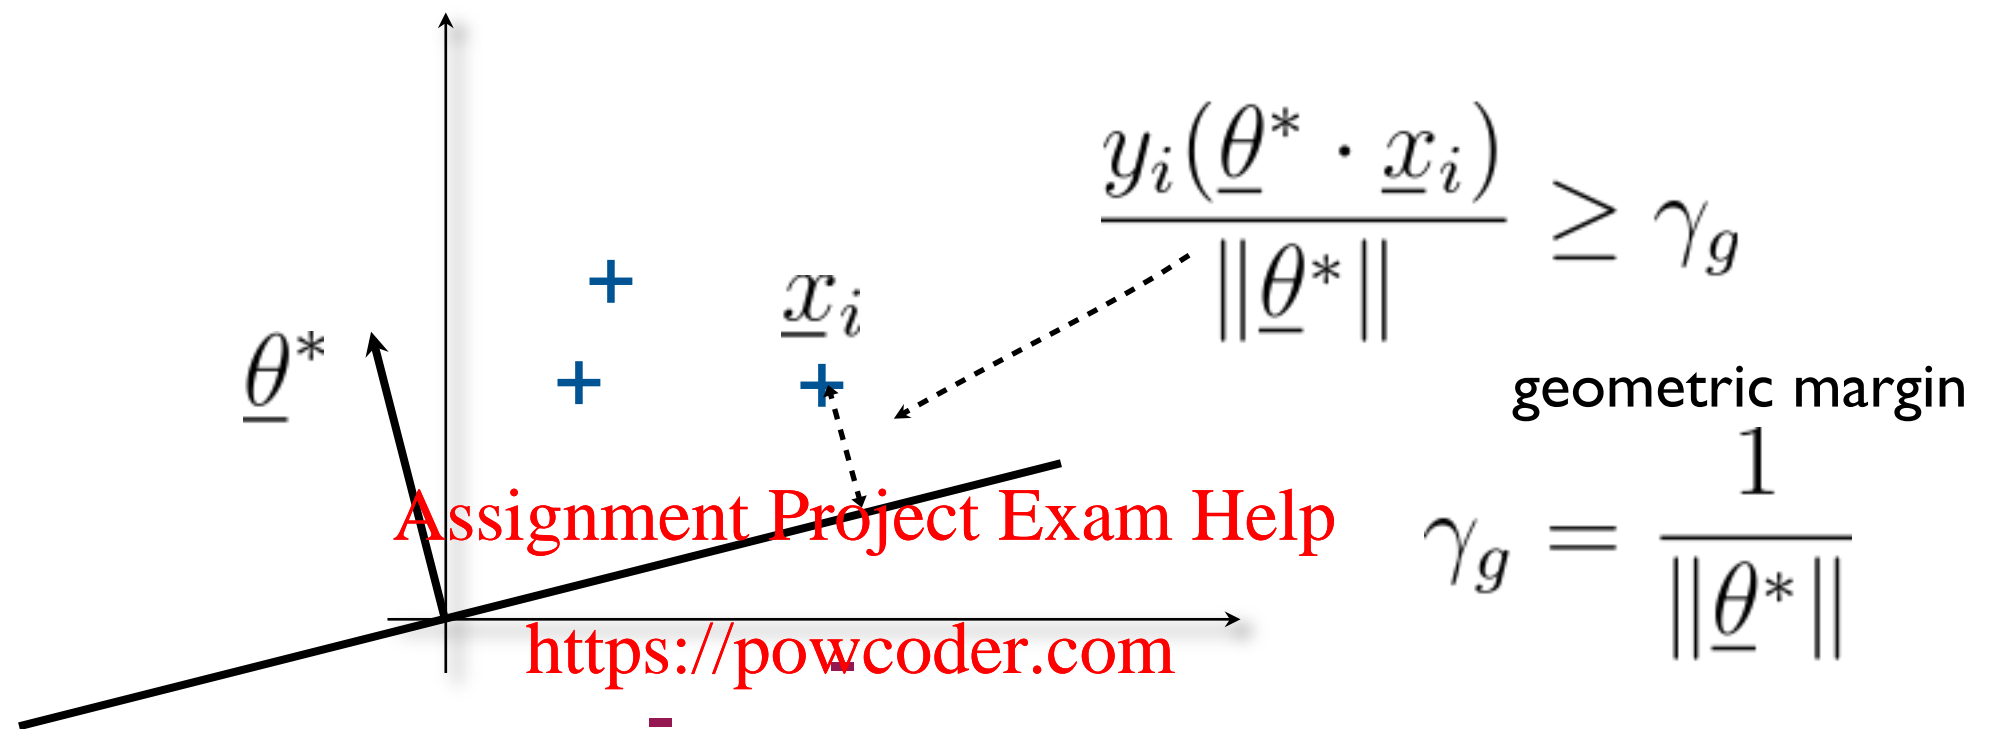 y_i(θ* · x_i) / ||θ*|| ≥ γ_g
x_i
θ*
geometric margin
γ_g = 1 / ||θ*||
Assignment Project Exam Help
https://powcoder.com